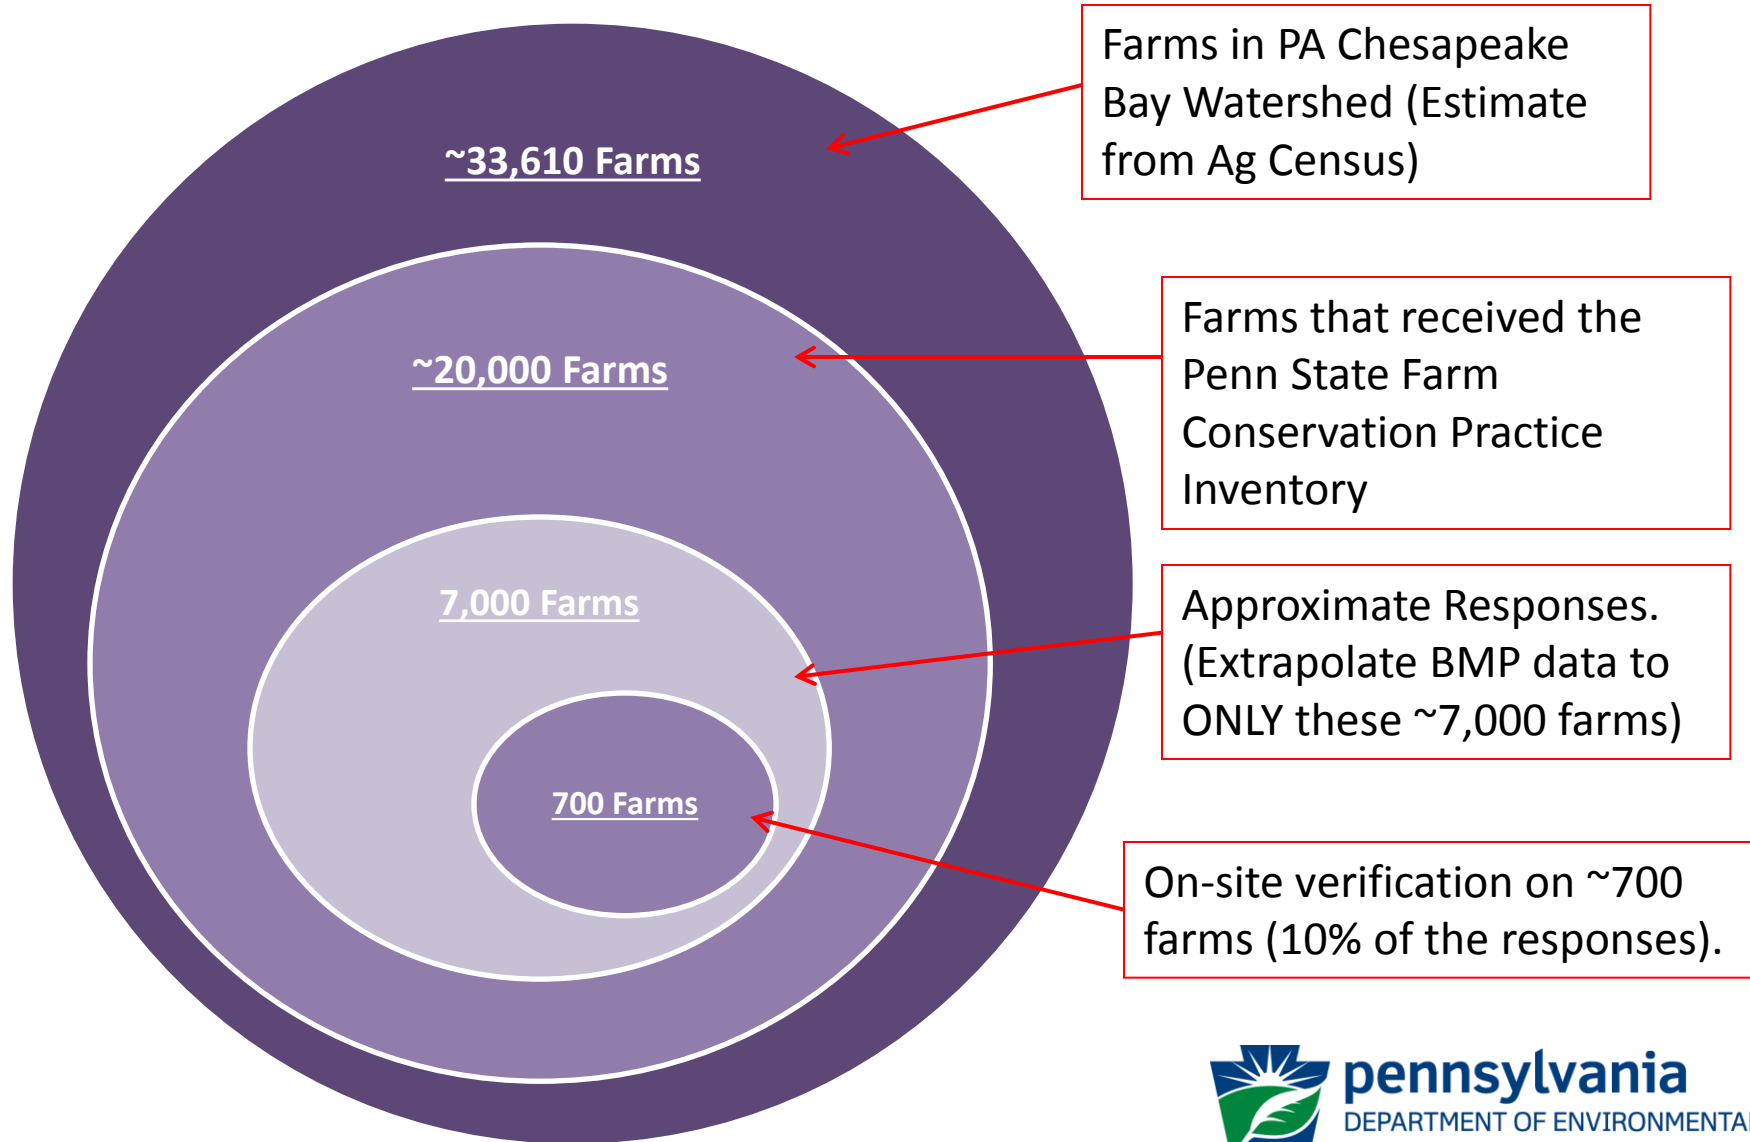 Farms in PA Chesapeake
Bay Watershed (Estimate
from Ag Census)
~33,610 Farms
Farms that received the
Penn State Farm
Conservation Practice
Inventory
~20,000 Farms
Approximate Responses.
(Extrapolate BMP data to
ONLY these ~7,000 farms)
7,000 Farms
700 Farms
On-site verification on ~700
farms (10% of the responses).
pennsylvania
DEPARTMENT OF ENVIRONMENTAL